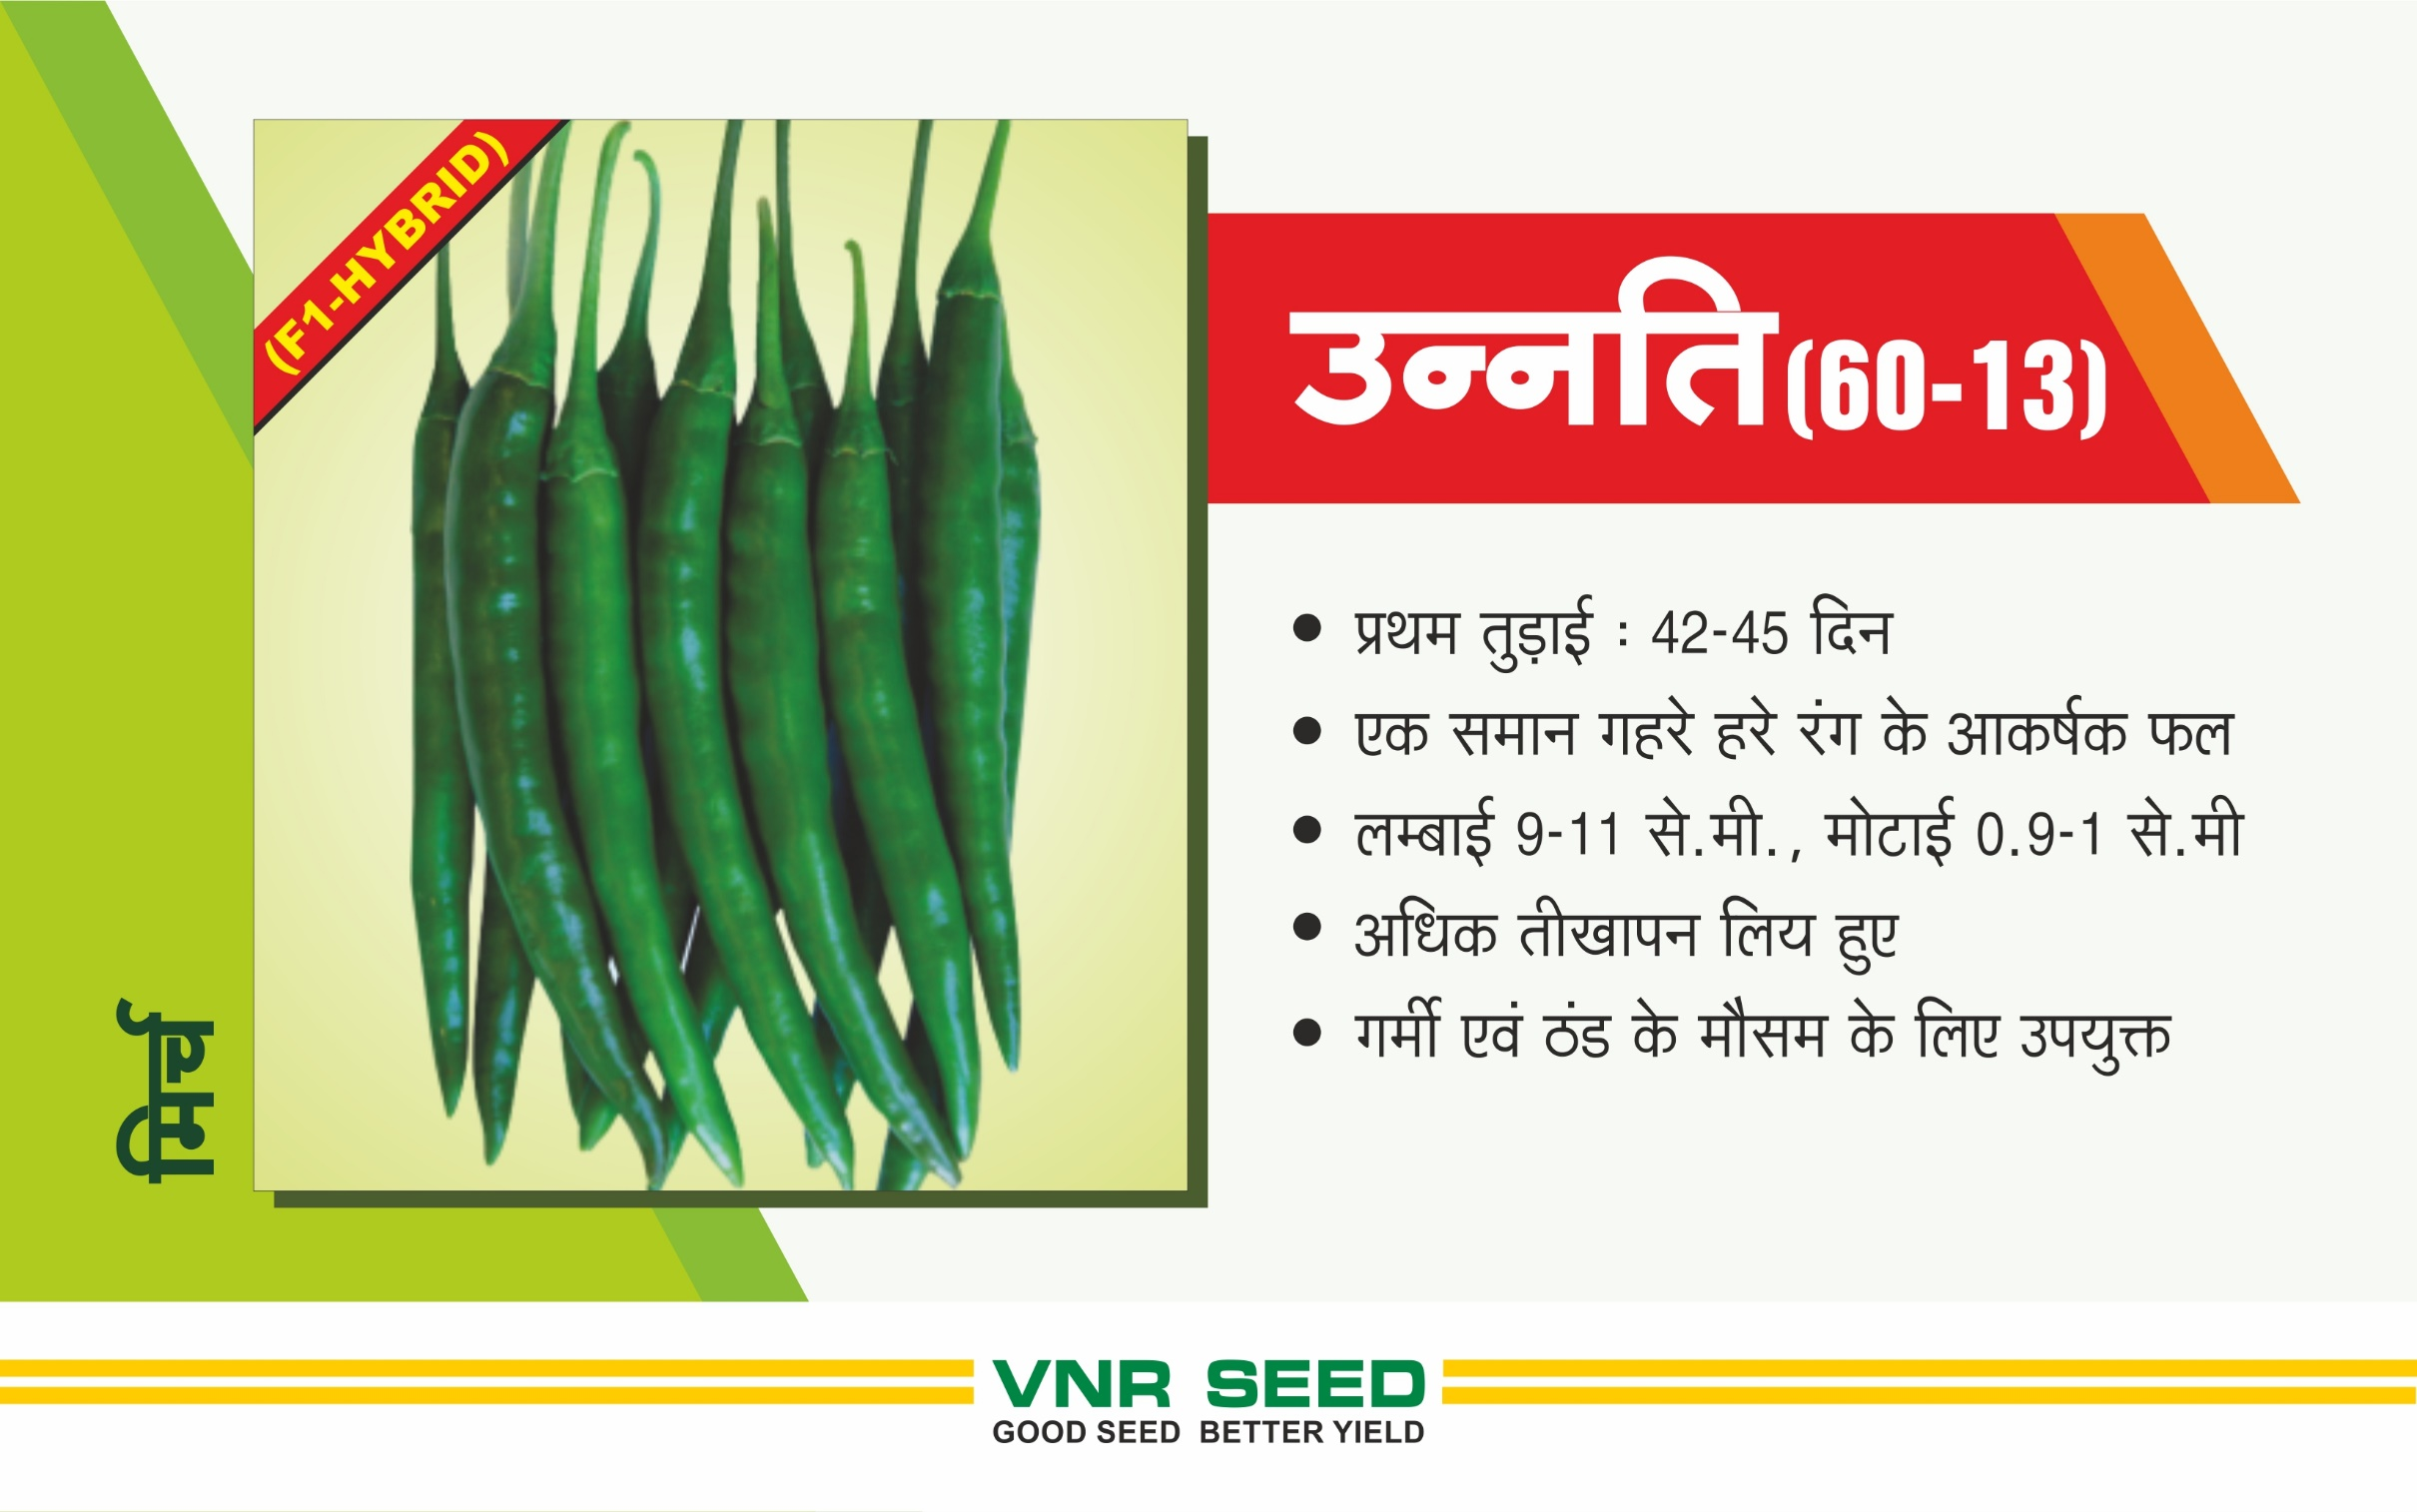 (F1-HYBRID)
उन्नति (60-13)
प्रथम तुड़ाई : 42-45 दिन
एक समान गहरे हरे रंग के आकर्षक फल
लम्बाई 9-11 से.मी., मोटाई 0.9-1 से.मी
अधिक तीखापन लिये हुए
गर्मी एवं ठंड के मौसम के लिए उपयुक्त
मिर्च
VNR SEED
GOOD SEED BETTER YIELD